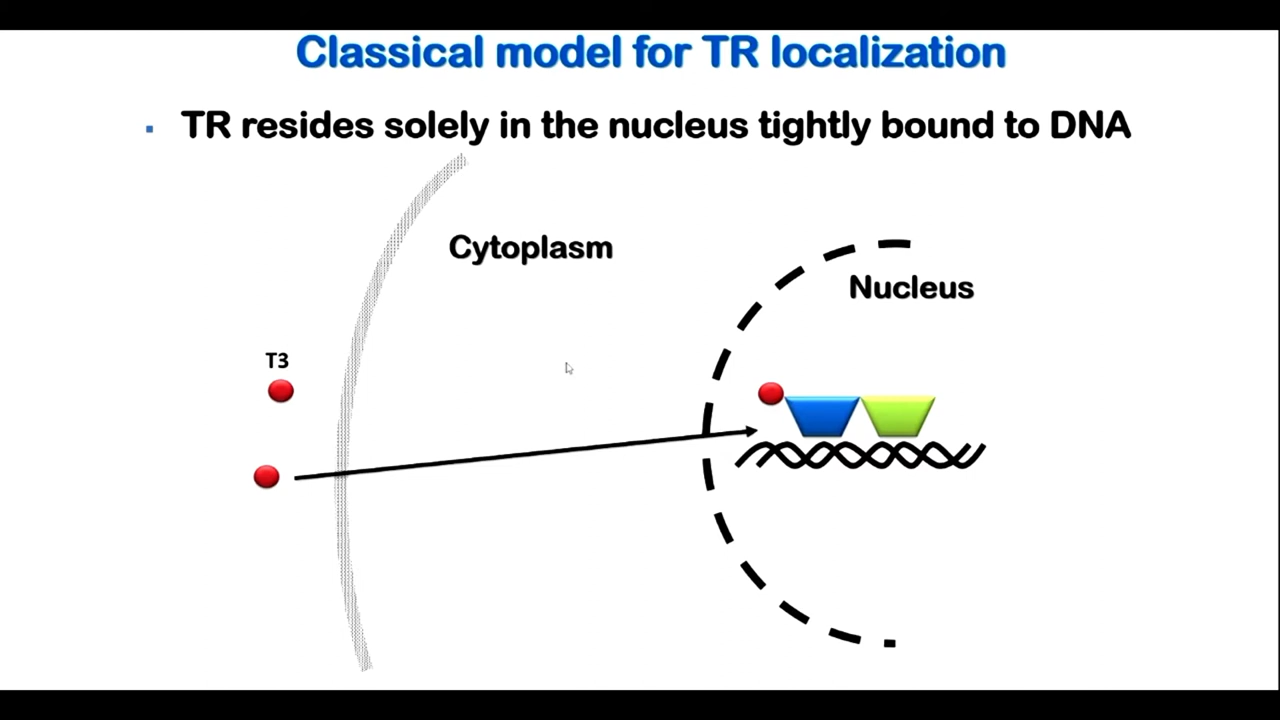 Classical model for TR localization
▪ TR resides solely in the nucleus tightly bound to DNA
Cytoplasm
Nucleus
T3